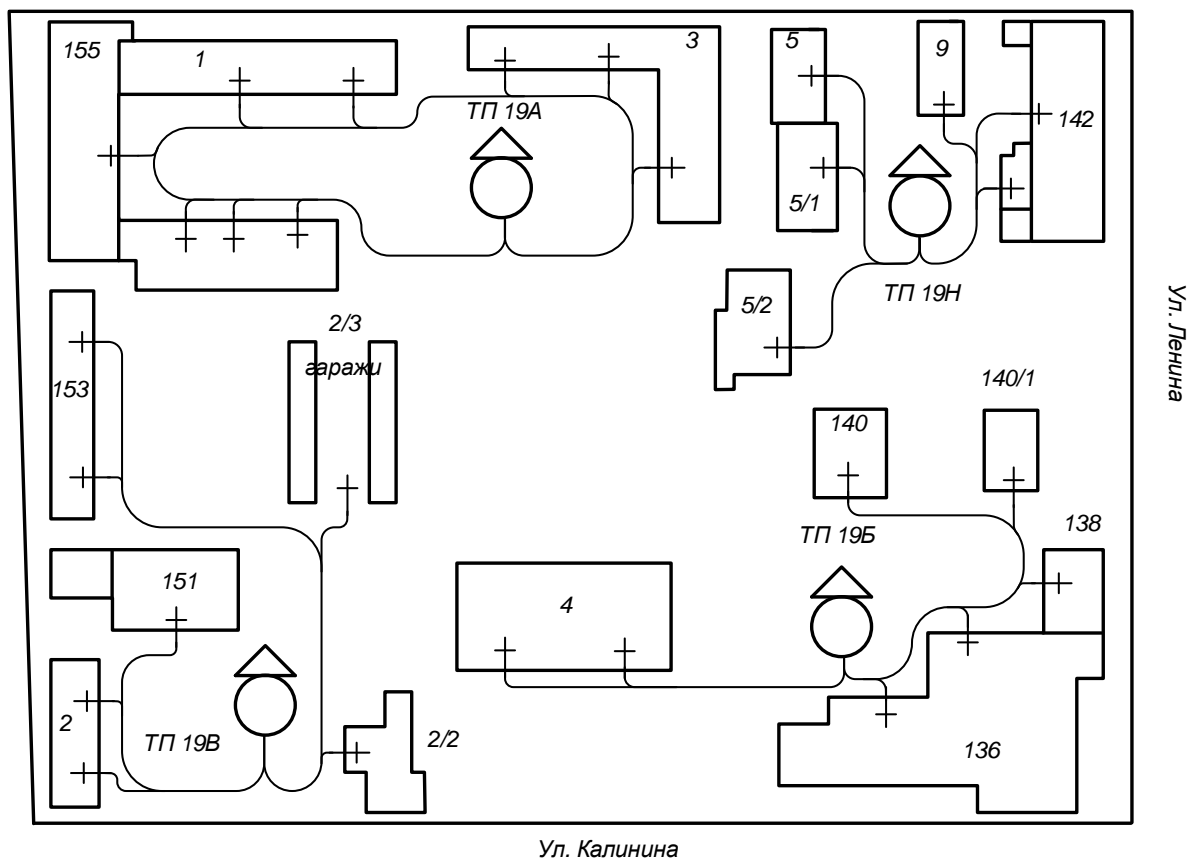 155
1
3
5
9
142
ТП 19А
5/1
5/2
ТП 19Н
Ул. Ленина
2/3
гаражи
153
140
140/1
ТП 19Б
138
151
4
2
ТП 19В
2/2
136
Ул. Калинина